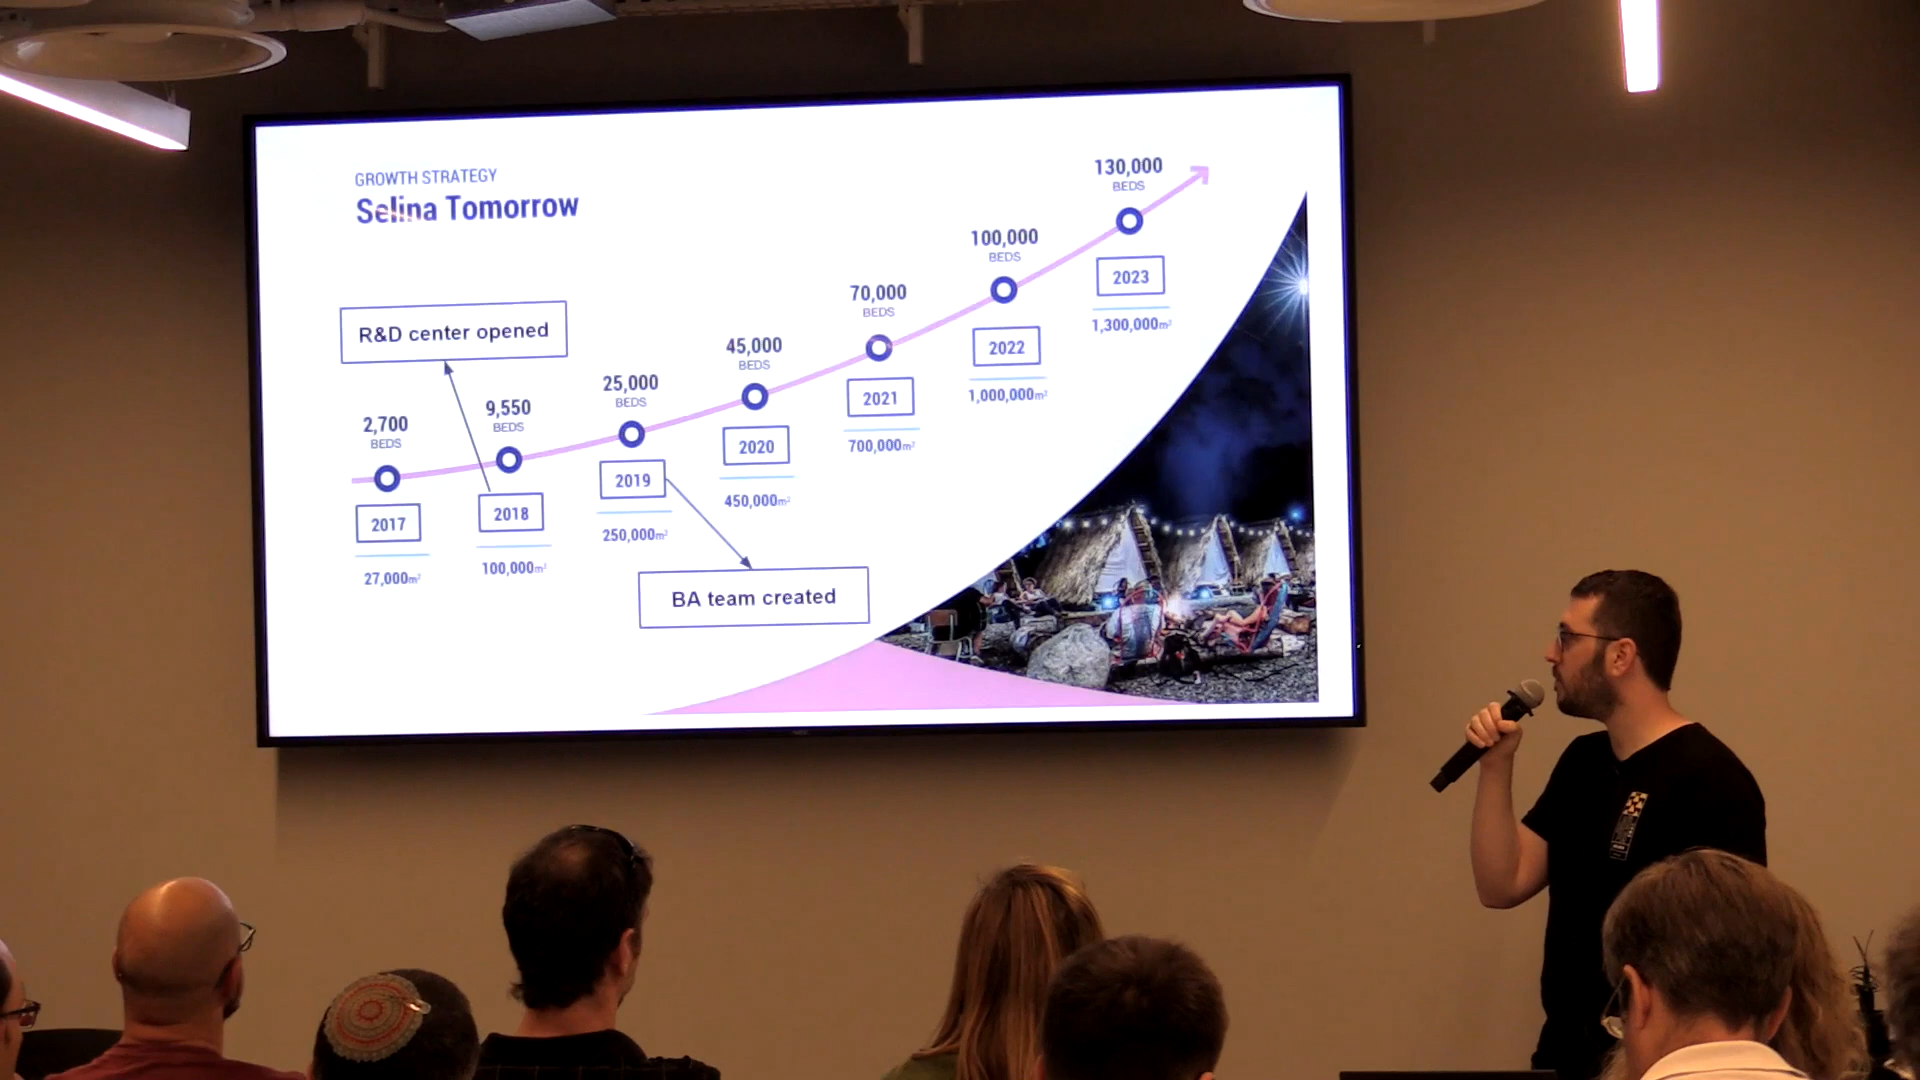 GROWTH STRATEGY
Selina Tomorrow
R&D center opened
2,700
BEDS
2017
27,000m²
9,550
BEDS
2018
100,000m²
25,000
BEDS
2019
250,000m²
BA team created
45,000
BEDS
2020
450,000m²
70,000
BEDS
2021
700,000m²
100,000
BEDS
2022
1,000,000m²
130,000
BEDS
2023
1,300,000m²